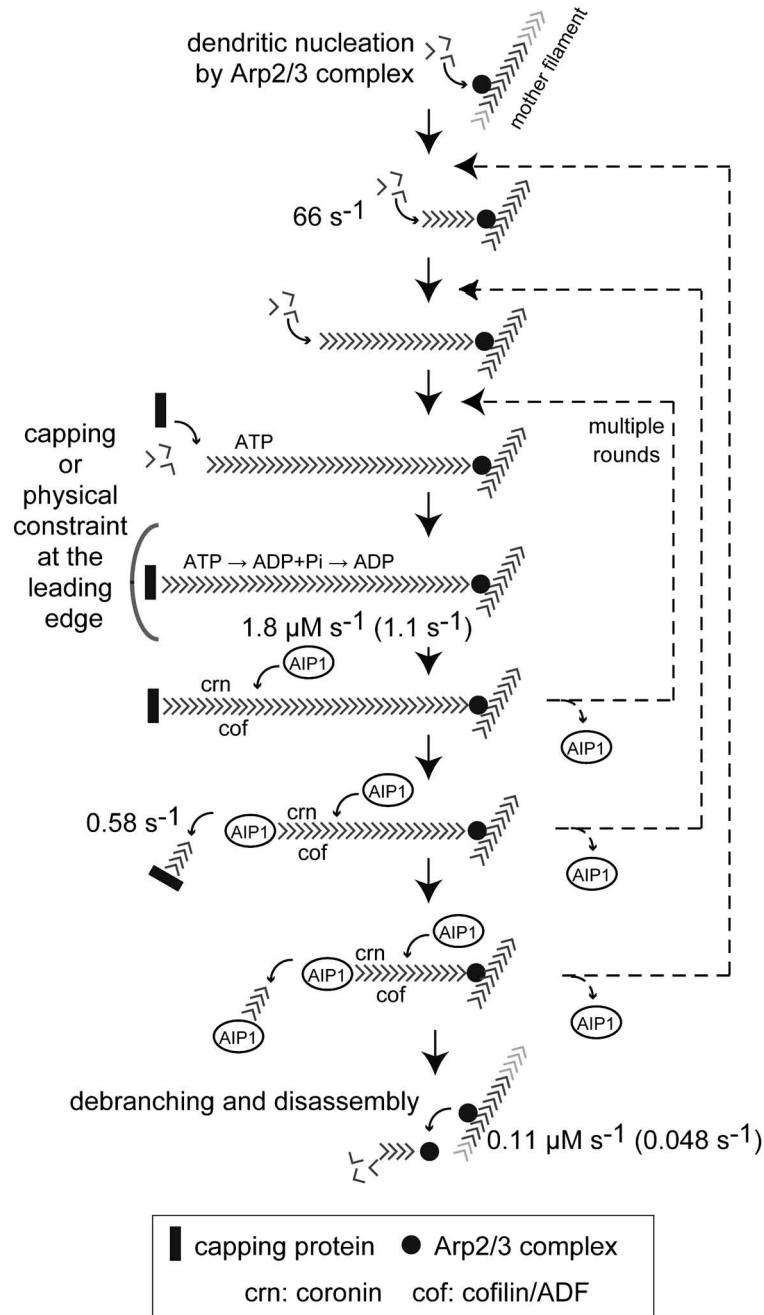 dendritic nucleation
by Arp2/3 complex
mother filament
66 s-1
multiple
rounds
capping
or
physical
constraint
at the
leading
edge
ATP
ATP → ADP+Pi → ADP
1.8 µM s-1 (1.1 s-1)
AIP1
crn
cof
AIP1
0.58 s-1
AIP1
AIP1
crn
cof
AIP1
AIP1
AIP1
crn
cof
AIP1
AIP1
debranching and disassembly
0.11 µM s-1 (0.048 s-1)
capping protein
Arp2/3 complex
crn: coronin cof: cofilin/ADF